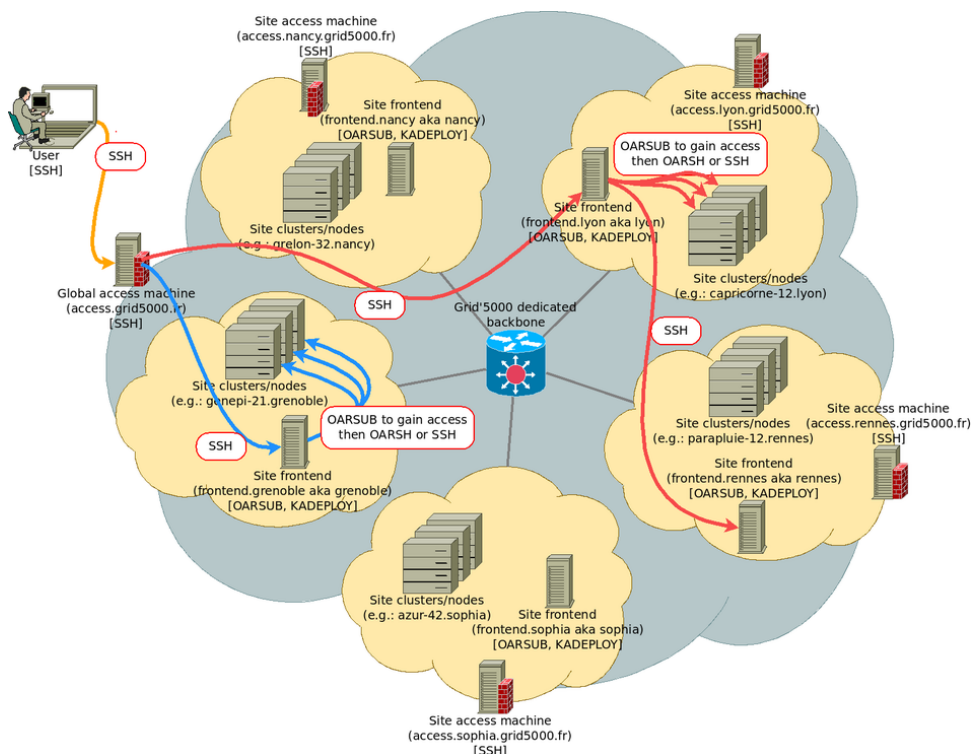 Site access machine
(access.nancy.grid5000.fr)
[SSH]
Site frontend
(frontend.nancy aka nancy)
[OARSUB, KADEPLOY]
Site clusters/nodes
(e.g.: grelon-32.nancy)
Site access machine
(access.lyon.grid5000.fr)
[SSH]
OARSUB to gain access
then OARSH or SSH
Site frontend
(frontend.lyon aka lyon)
[OARSUB, KADEPLOY]
Site clusters/nodes
(e.g.: capricorne-12.lyon)
User
[SSH]
SSH
Global access machine
(access.grid5000.fr)
[SSH]
SSH
Grid'5000 dedicated
backbone
SSH
Site clusters/nodes
(e.g.: genepi-21.grenoble)
OARSUB to gain access
then OARSH or SSH
SSH
Site frontend
(frontend.grenoble aka grenoble)
[OARSUB, KADEPLOY]
Site clusters/nodes
(e.g.: parapluie-12.rennes)
Site access machine
(access.rennes.grid5000.fr)
[SSH]
Site frontend
(frontend.rennes aka rennes)
[OARSUB, KADEPLOY]
Site clusters/nodes
(e.g.: azur-42.sophia)
Site frontend
(frontend.sophia aka sophia)
[OARSUB, KADEPLOY]
Site access machine
(access.sophia.grid5000.fr)
[SSH]